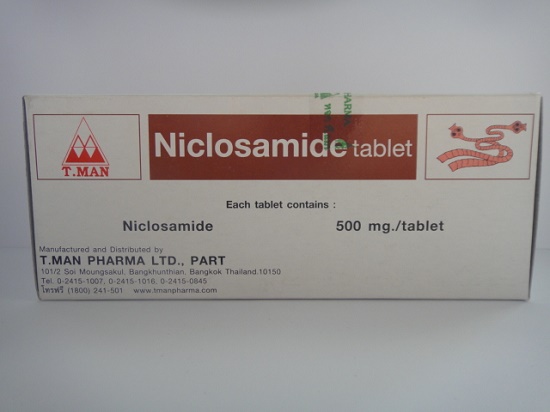 T.MAN
Niclosamide tablet
Each tablet contains :
Niclosamide 500 mg./tablet
Manufactured and Distributed by
T.MAN PHARMA LTD., PART
101/2 Soi Moungsakul, Bangkhunthian, Bangkok Thailand.10150
Tel. 0-2415-1007, 0-2415-1016, 0-2415-0845
โทรฟรี (1800) 241-501 www.tmanpharma.com